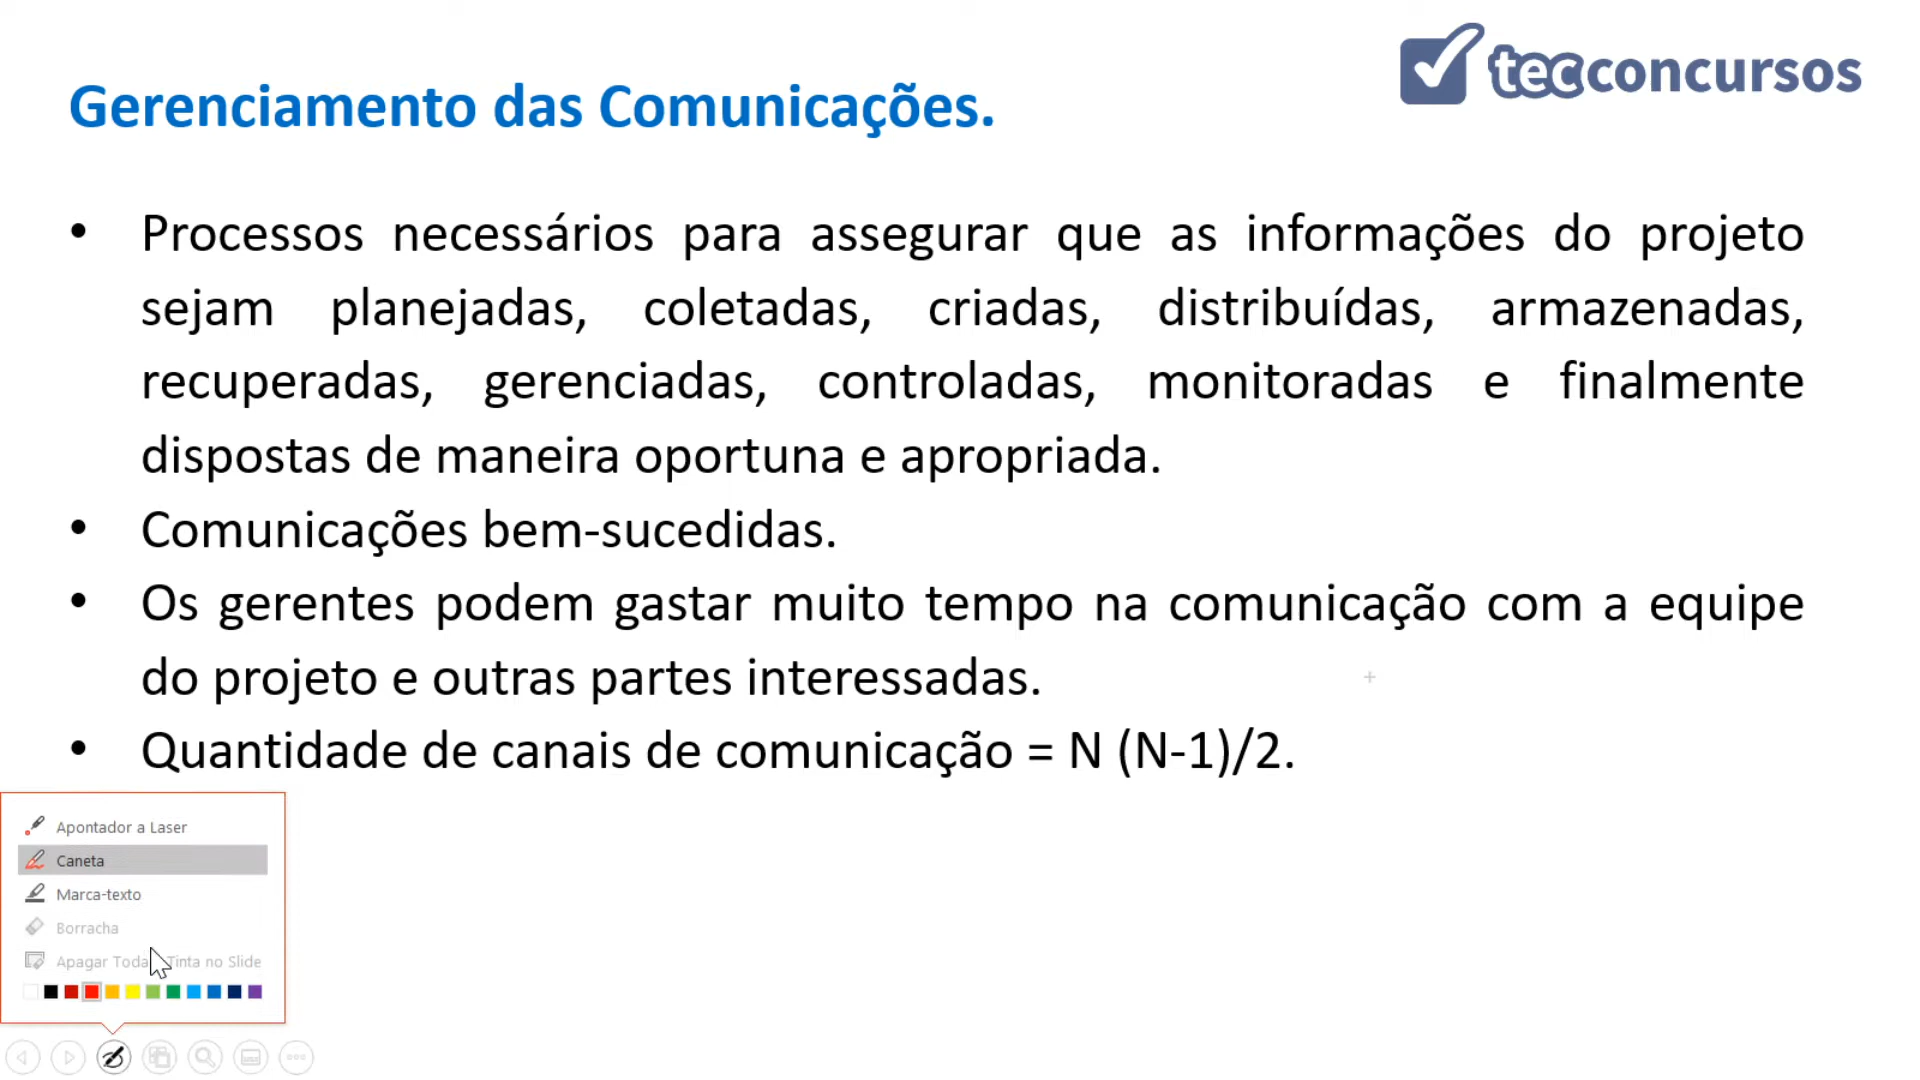 tecconcursos
Gerenciamento das Comunicações.
• Processos necessários para assegurar que as informações do projeto
sejam planejadas, coletadas, criadas, distribuídas, armazenadas,
recuperadas, gerenciadas, controladas, monitoradas e finalmente
dispostas de maneira oportuna e apropriada.
• Comunicações bem-sucedidas.
• Os gerentes podem gastar muito tempo na comunicação com a equipe
do projeto e outras partes interessadas.
• Quantidade de canais de comunicação = N (N-1)/2.
Apontador a Laser
Caneta
Marca-texto
Borracha
Apagar Toda Tinta no Slide